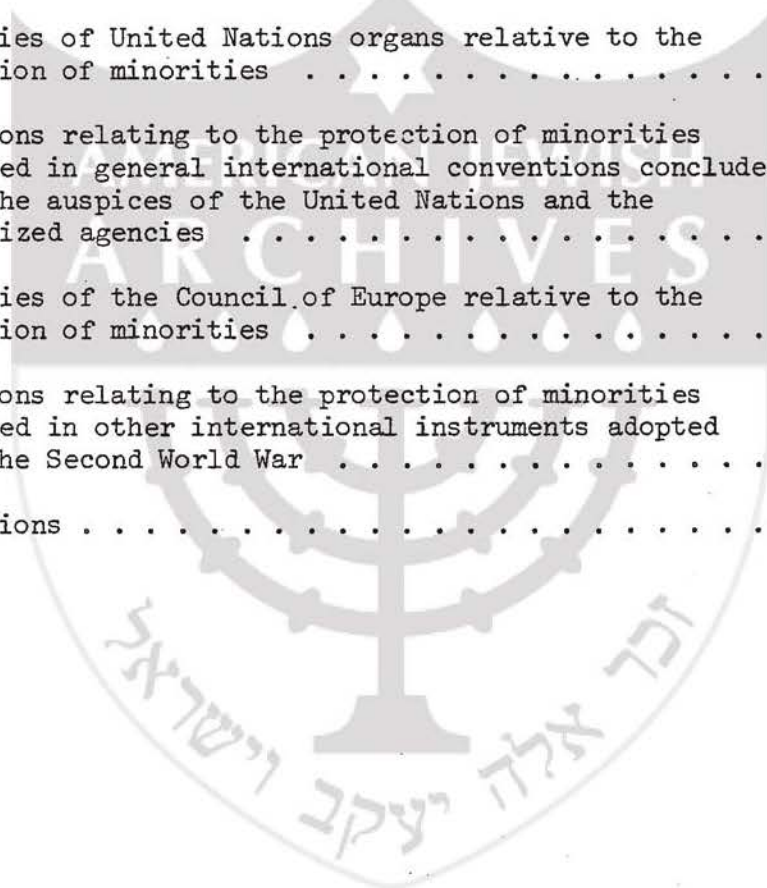 ies of United Nations organs relative to the
ion of minorities . . . . . . . . . . . . . . .
ons relating to the protection of minorities
ed in general international conventions conclude
he auspices of the United Nations and the
ized agencies . . . . . . . . . . . . . . . . .
ies of the Council of Europe relative to the
ion of minorities . . . . . . . . . . . . . . .
ons relating to the protection of minorities
ed in other international instruments adopted
he Second World War . . . . . . . . . . . . . .
ions . . . . . . . . . . . . . . . . . . . . . .
AMERICAN JEWISH
ARCHIVES
זכר אלה יעקב וישראל